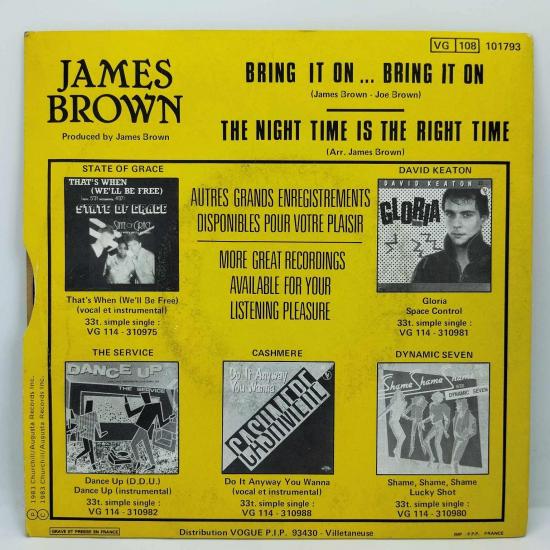 VG 108 101793
JAMES
BROWN
Produced by James Brown
BRING IT ON ... BRING IT ON
(James Brown - Joe Brown)
THE NIGHT TIME IS THE RIGHT TIME
(Arr. James Brown)
STATE OF GRACE
THAT'S WHEN
(WE'LL BE FREE)
STATE OF GRACE
That's When (We'll Be Free)
(vocal et instrumental)
33t. simple single :
VG 114 - 310975
AUTRES GRANDS ENREGISTREMENTS
DISPONIBLES POUR VOTRE PLAISIR
MORE GREAT RECORDINGS
AVAILABLE FOR YOUR
LISTENING PLEASURE
DAVID KEATON
DAVID KEATON
GLORIA
Gloria
Space Control
33t. simple single :
VG 114 - 310981
THE SERVICE
DANCE UP
THE SERVICE
Dance Up (D.D.U.)
Dance Up (instrumental)
33t. simple single :
VG 114 - 310982
CASHMERE
Do It Anyway
You Wanna
CASHMERE
Do It Anyway You Wanna
(vocal et instrumental)
33t. simple single :
VG 114 - 310988
DYNAMIC SEVEN
Shame Shame Shame
DYNAMIC SEVEN
Shame, Shame, Shame
Lucky Shot
33t. simple single :
VG 114 - 310980
1983 Churchill/Augusta Records Inc.
1983 Churchill/Augusta Records Inc.
GRAVE ET PRESSE EN FRANCE
Distribution VOGUE P.I.P. 93430 - Villetaneuse
IMP. F.P.P. FRANCE